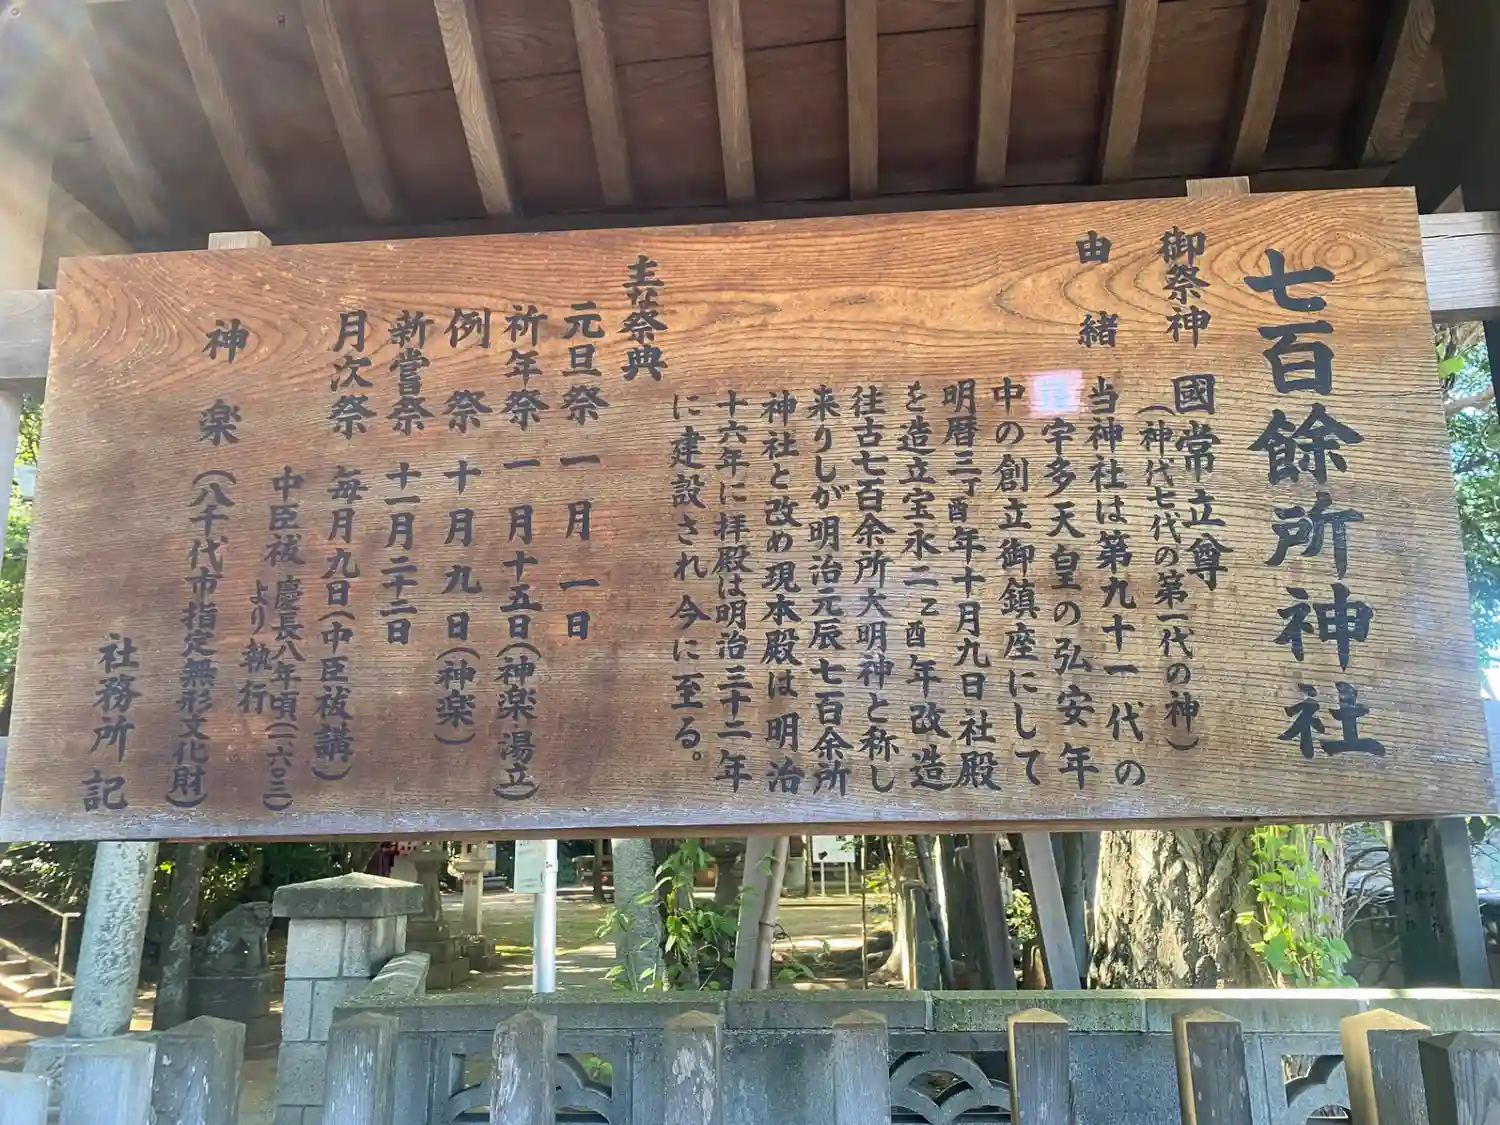 七百餘所神社
御祭神 國常立尊
(神代七代の第一代の神)
由緒 当神社は第九十一代の
宇多天皇の弘安年
中の創立御鎮座にして
明暦三丁酉年十月九日社殿
を造立宝永二乙酉年改造
往古七百余所大明神と称し
来りしが明治元辰七百余所
神社と改め現本殿は明治
十六年に拝殿は明治三十二年
に建設され今に至る。
主な祭典
元旦祭 一月一日
祈年祭 一月十五日(神楽湯立)
例祭 十月九日(神楽)
新嘗祭 十一月二十二日
月次祭 毎月九日(中臣祓講)
中臣祓 慶長八年頃(一六〇三)
より執行
神楽 (八千代市指定無形文化財)
社務所記